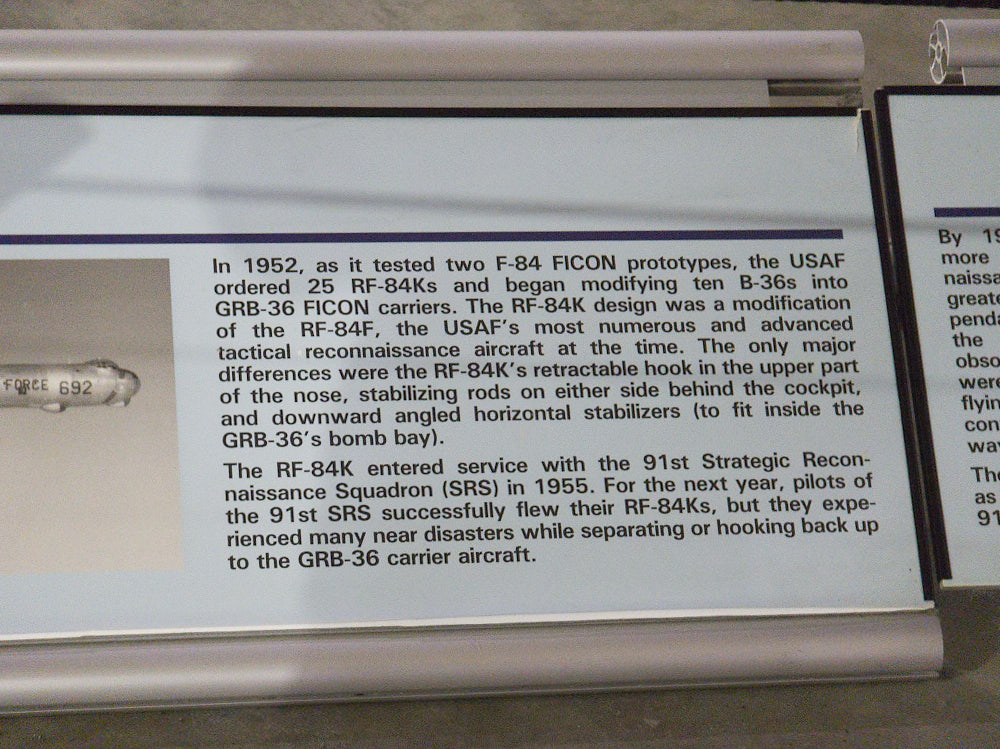 In 1952, as it tested two F-84 FICON prototypes, the USAF
ordered 25 RF-84Ks and began modifying ten B-36s into
GRB-36 FICON carriers. The RF-84K design was a modification
of the RF-84F, the USAF's most numerous and advanced
tactical reconnaissance aircraft at the time. The only major
differences were the RF-84K's retractable hook in the upper part
of the nose, stabilizing rods on either side behind the cockpit,
and downward angled horizontal stabilizers (to fit inside the
GRB-36's bomb bay).
The RF-84K entered service with the 91st Strategic Recon-
naissance Squadron (SRS) in 1955. For the next year, pilots of
the 91st SRS successfully flew their RF-84Ks, but they expe-
rienced many near disasters while separating or hooking back up
to the GRB-36 carrier aircraft.
FORCE 692
By
more
the
were
as